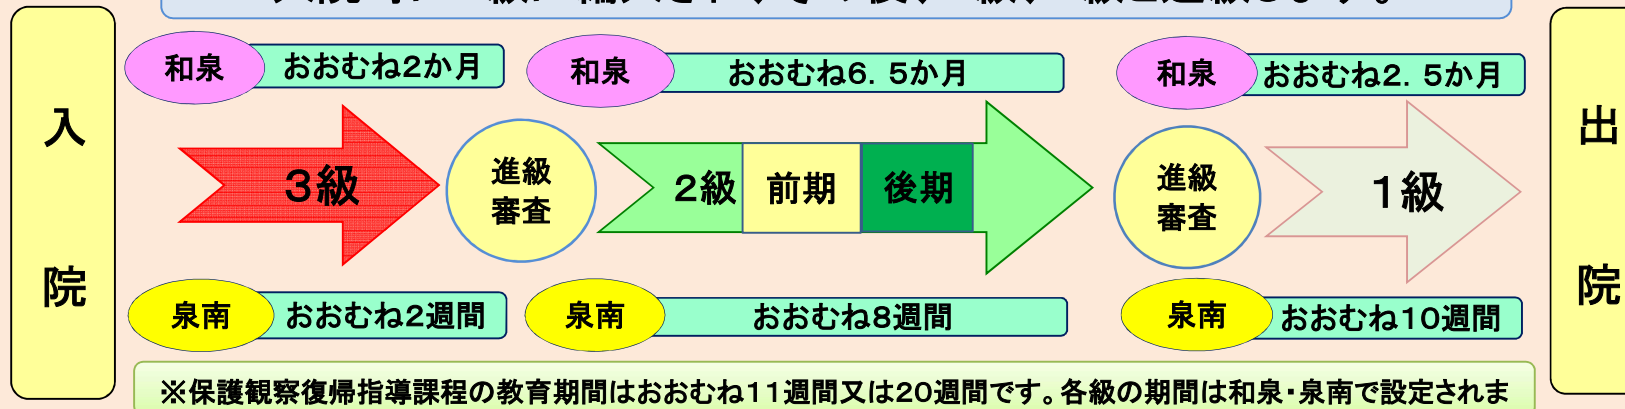 入院
和泉 おおむね2か月
和泉 おおむね6.5か月
和泉 おおむね2.5か月
3級
進級
審査
2級 前期 後期
進級
審査
1級
泉南 おおむね2週間
泉南 おおむね8週間
泉南 おおむね10週間
出院
※保護観察復帰指導課程の教育期間はおおむね11週間又は20週間です。各級の期間は和泉・泉南で設定されま